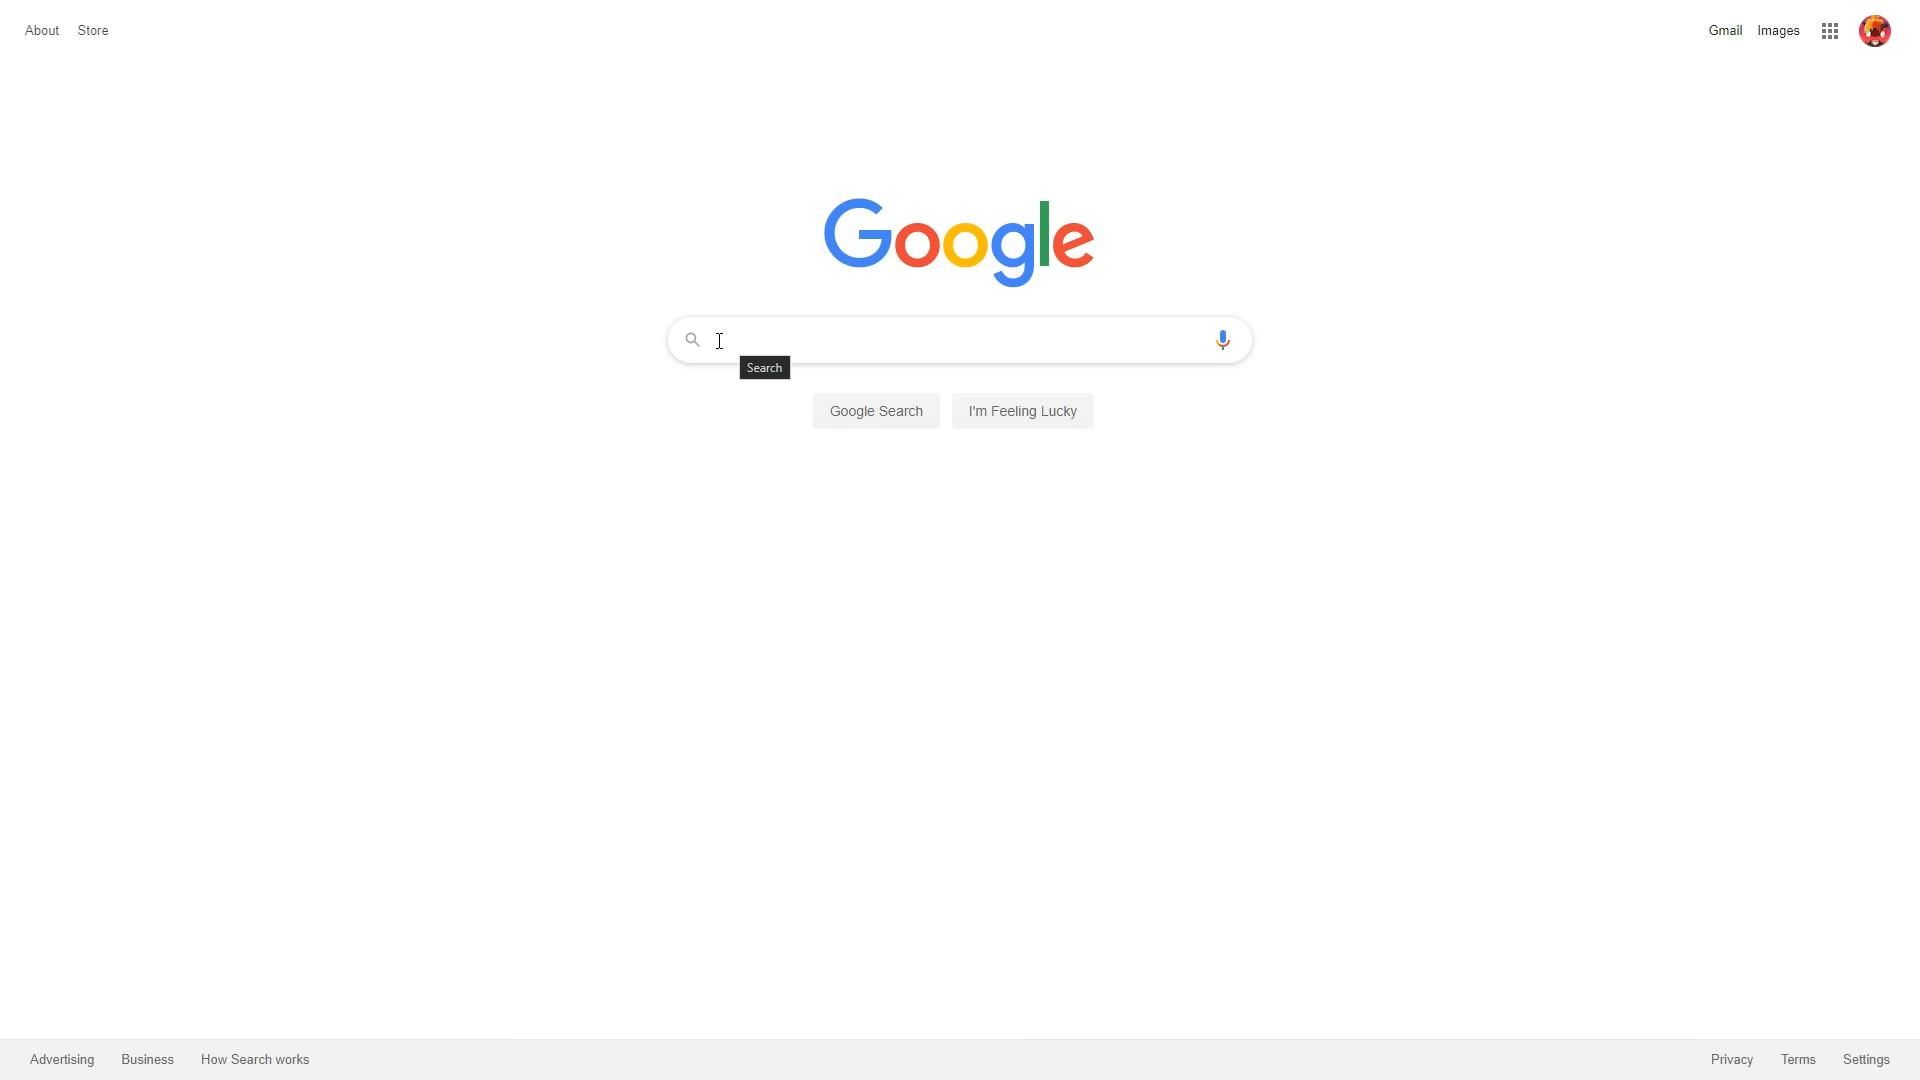 About Store
Gmail Images
Google
Search
Google Search
I'm Feeling Lucky
Advertising Business How Search works
Privacy Terms Settings